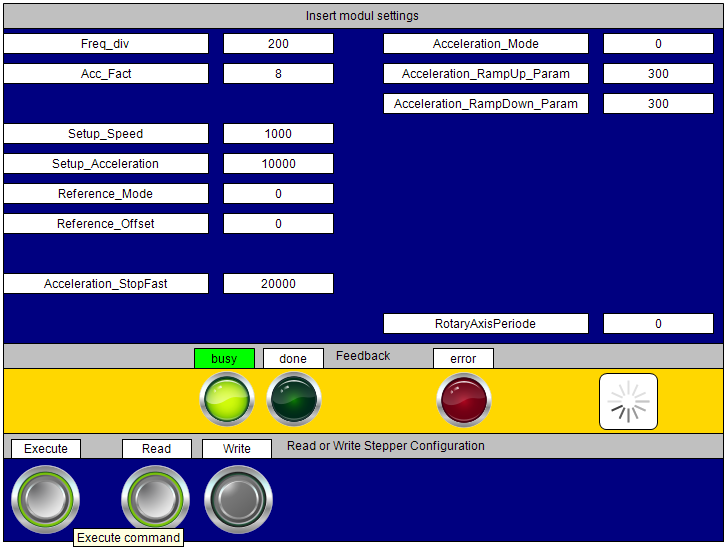 Insert modul settings
Freq_div 200 Acceleration_Mode 0
Acc_Fact 8 Acceleration_RampUp_Param 300
Acceleration_RampDown_Param 300
Setup_Speed 1000
Setup_Acceleration 10000
Reference_Mode 0
Reference_Offset 0
Acceleration_StopFast 20000
RotaryAxisPeriode 0
busy done Feedback error
Execute Read Write Read or Write Stepper Configuration
Execute command